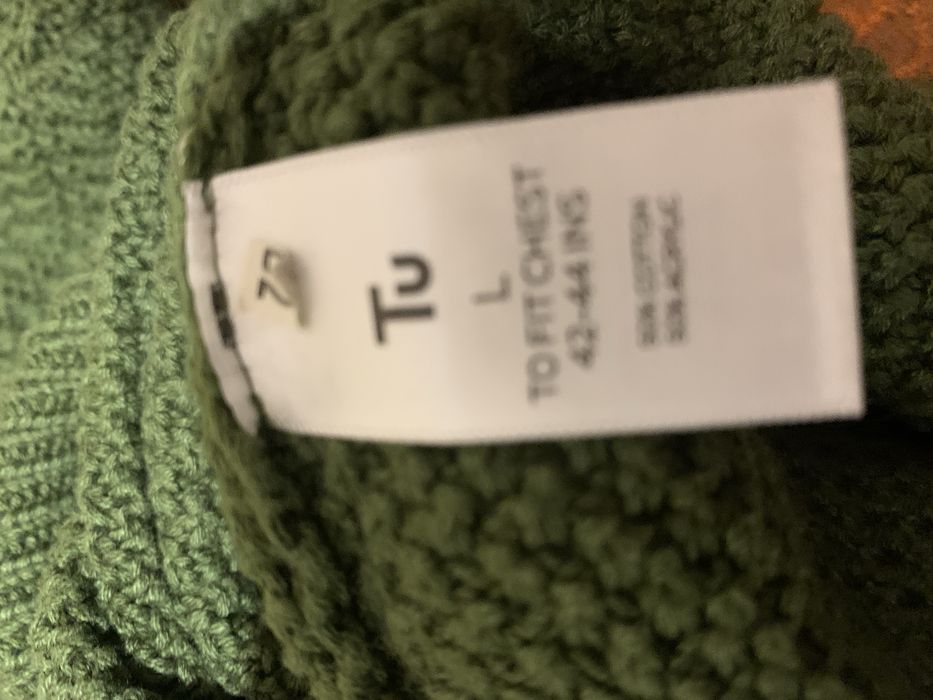 Tu
L
TO FIT CHEST
42-44 INS
50% COTTON
50% ACRYLIC